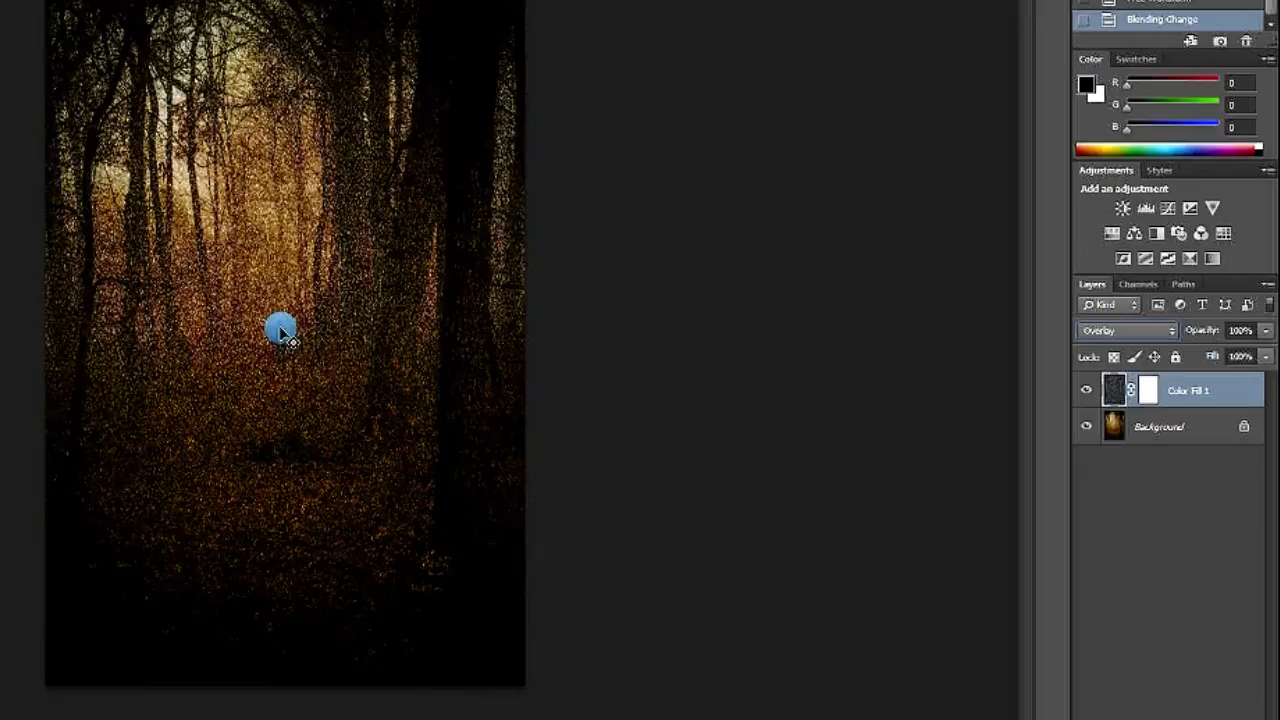 Blending Change
Color Swatches
R 0
G 0
B 0
Adjustments Styles
Add an adjustment
Layers Channels Paths
Kind
Overlay Opacity: 100%
Lock: Fill: 100%
Color Fill 1
Background